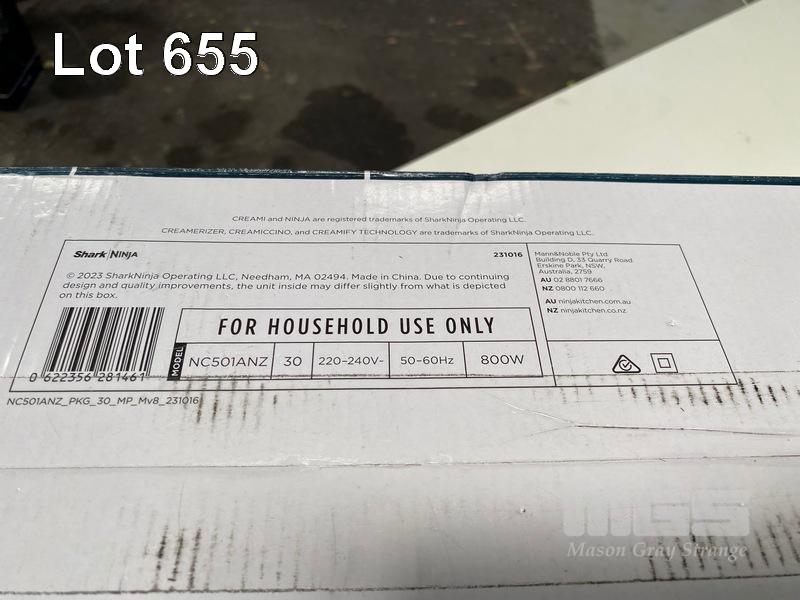 Lot 655
CREAMI and NINJA are registered trademarks of SharkNinja Operating LLC.
CREAMERIZER, CREAMICCINO, and CREAMIFY TECHNOLOGY are trademarks of SharkNinja Operating LLC.
Shark|NINJA
231016
© 2023 SharkNinja Operating LLC, Needham, MA 02494. Made in China. Due to continuing
design and quality improvements, the unit inside may differ slightly from what is depicted
on this box.
Mann&Noble Pty Ltd
Building D, 33 Quarry Road
Erskine Park, NSW,
Australia, 2759
AU 02 8801 7666
NZ 0800 112 660
AU ninjakitchen.com.au
NZ ninjakitchen.co.nz
FOR HOUSEHOLD USE ONLY
MODEL NC501ANZ 30 220-240V~ 50-60Hz 800W
0 622356 281461
NC501ANZ_PKG_30_MP_Mv8_231016
MGS
Mason Gray Strange